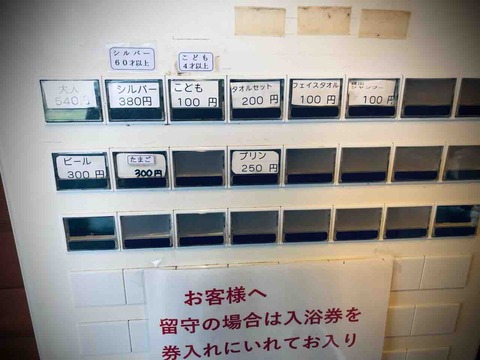 シルバー
60才以上
こども
4才以上
大人
540円
シルバー
380円
こども
100円
タオルセット
200円
フェイスタオル
100円
100円
ビール
300円
たまご
300円
プリン
250円
お客様へ
留守の場合は入浴券を
券入れにいれてお入り